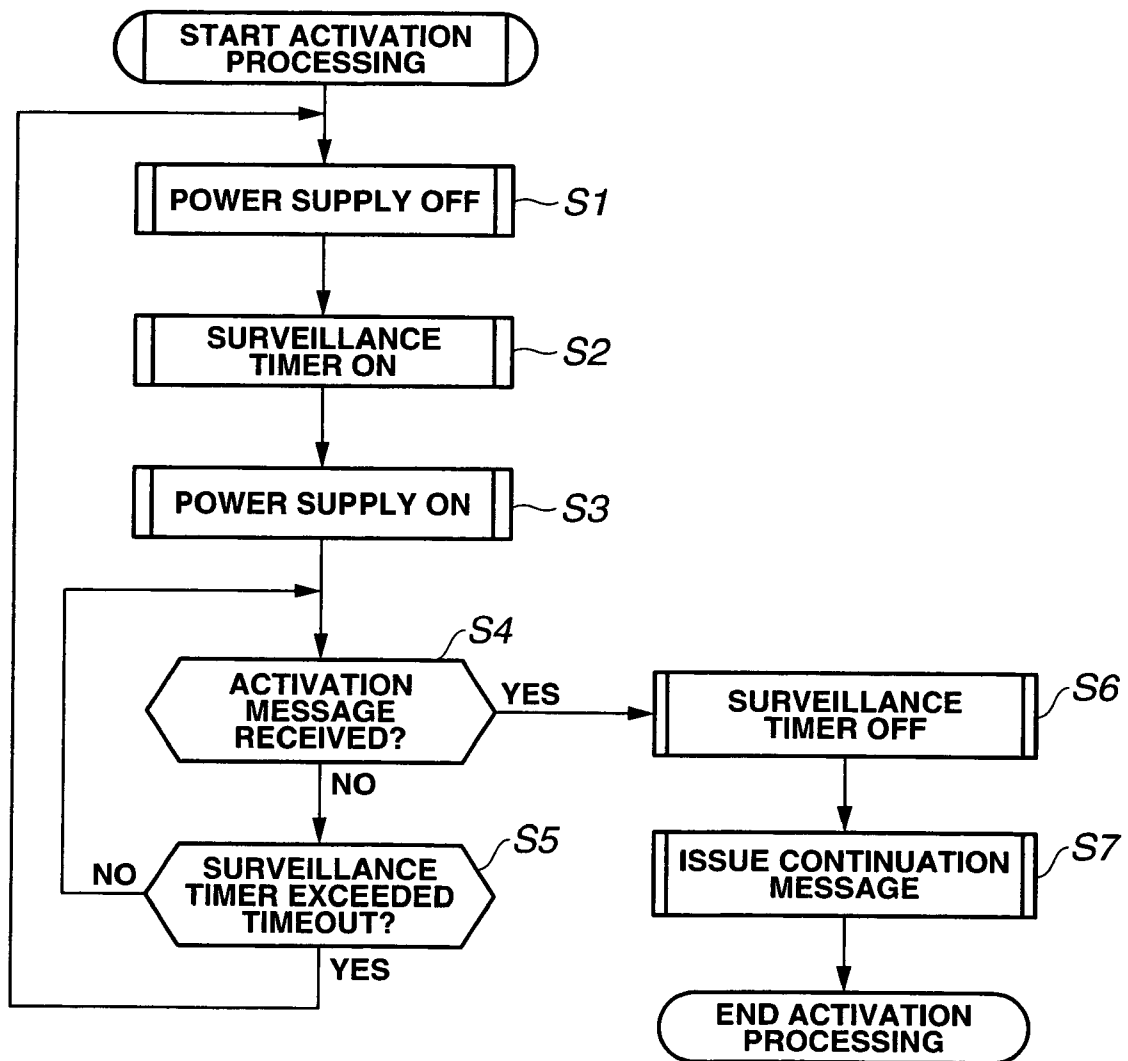 START ACTIVATION
PROCESSING
POWER SUPPLY OFF
S1
SURVEILLANCE
TIMER ON
S2
POWER SUPPLY ON
S3
S4
ACTIVATION
MESSAGE
RECEIVED?
YES
NO
SURVEILLANCE
TIMER OFF
S6
S5
SURVEILLANCE
TIMER EXCEEDED
TIMEOUT?
NO
YES
ISSUE CONTINUATION
MESSAGE
S7
END ACTIVATION
PROCESSING